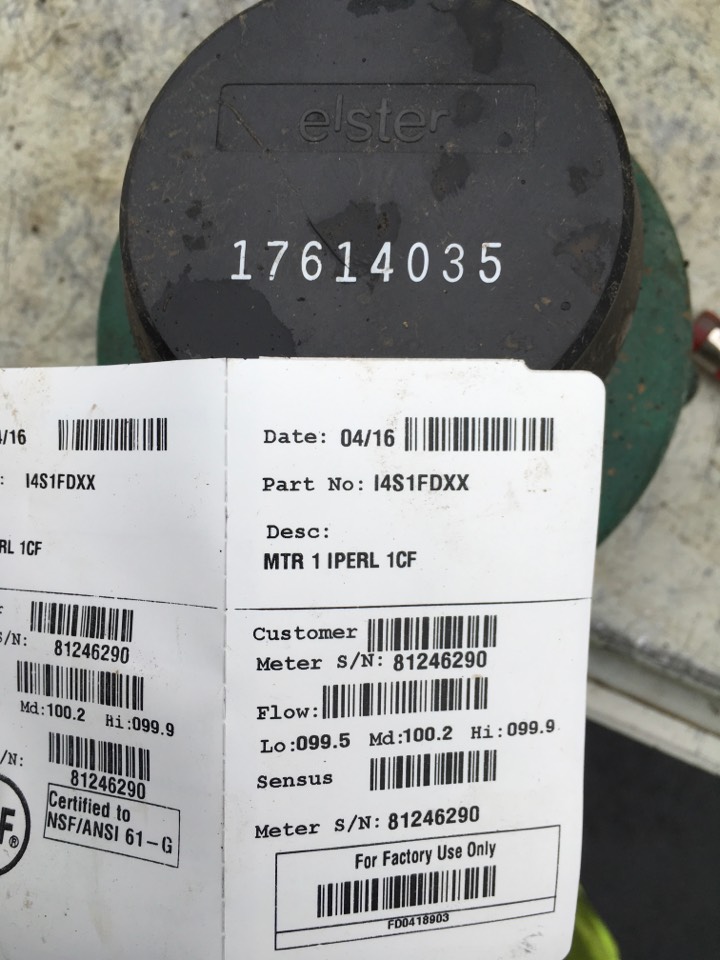 elster
17614035
/16
: I4S1FDXX
RL 1CF
S/N: 81246290
Md:100.2 Hi:099.9
/N:
81246290
Certified to
NSF/ANSI 61-G
F®
Date: 04/16
Part No: I4S1FDXX
Desc:
MTR 1 IPERL 1CF
Customer
Meter S/N: 81246290
Flow:
Lo:099.5 Md:100.2 Hi:099.9
Sensus
Meter S/N: 81246290
For Factory Use Only
FD0418903